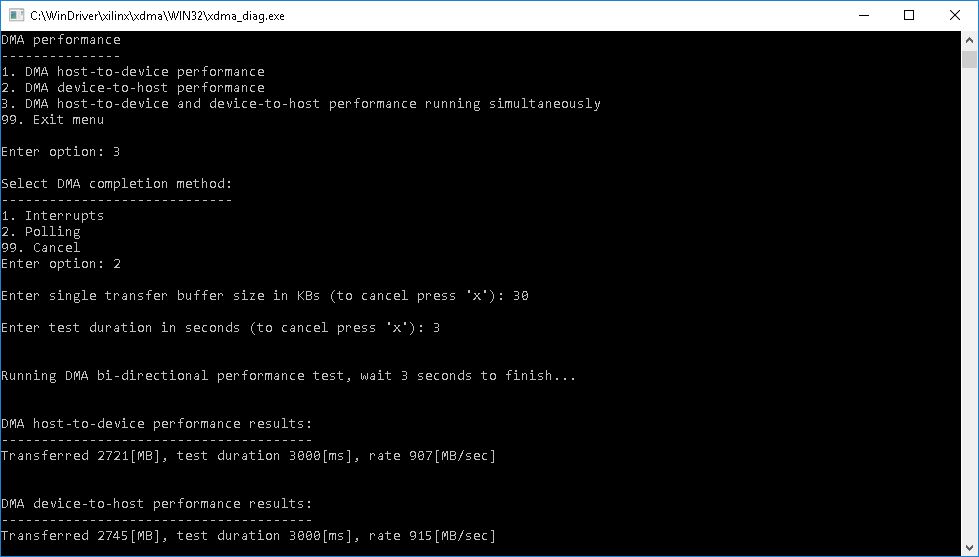 C:\WinDriver\xilinx\xdma\WIN32\xdma_diag.exe
DMA performance
---------------
1. DMA host-to-device performance
2. DMA device-to-host performance
3. DMA host-to-device and device-to-host performance running simultaneously
99. Exit menu
Enter option: 3
Select DMA completion method:
-----------------------------
1. Interrupts
2. Polling
99. Cancel
Enter option: 2
Enter single transfer buffer size in KBs (to cancel press 'x'): 30
Enter test duration in seconds (to cancel press 'x'): 3
Running DMA bi-directional performance test, wait 3 seconds to finish...
DMA host-to-device performance results:
---------------------------------------
Transferred 2721[MB], test duration 3000[ms], rate 907[MB/sec]
DMA device-to-host performance results:
---------------------------------------
Transferred 2745[MB], test duration 3000[ms], rate 915[MB/sec]